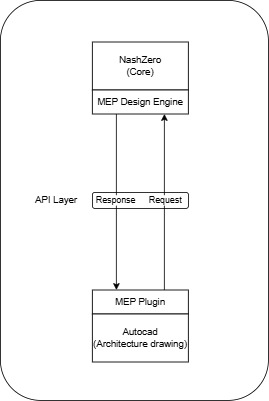 NashZero
(Core)
MEP Design Engine
API Layer
Response
Request
MEP Plugin
Autocad
(Architecture drawing)